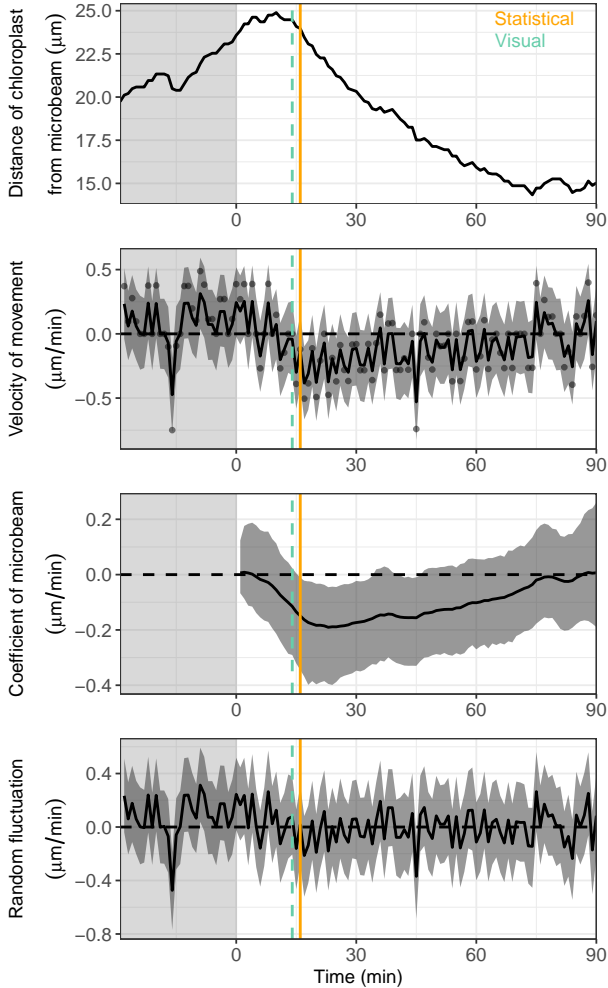 Distance of chloroplast
from microbeam (μm)
25.0
22.5
20.0
17.5
15.0
Statistical
Visual
0
30
60
90
Velocity of movement
(μm/min)
0.5
0.0
−0.5
0
30
60
90
Coefficient of microbeam
(μm/min)
0.2
0.0
−0.2
−0.4
0
30
60
90
Random fluctuation
(μm/min)
0.4
0.0
−0.4
−0.8
0
30
60
90
Time (min)